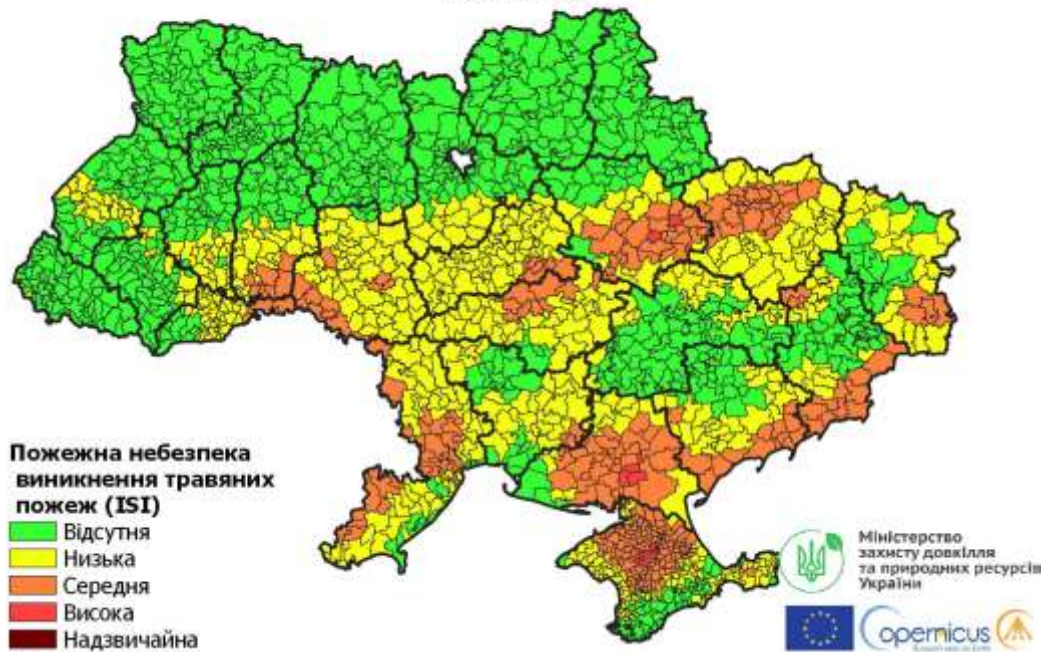 Пожежна небезпека
виникнення травяних
пожеж (ISI)
Відсутня
Низька
Середня
Висока
Надзвичайна
Міністерство
захисту довкілля
та природних ресурсів
України
opernicus